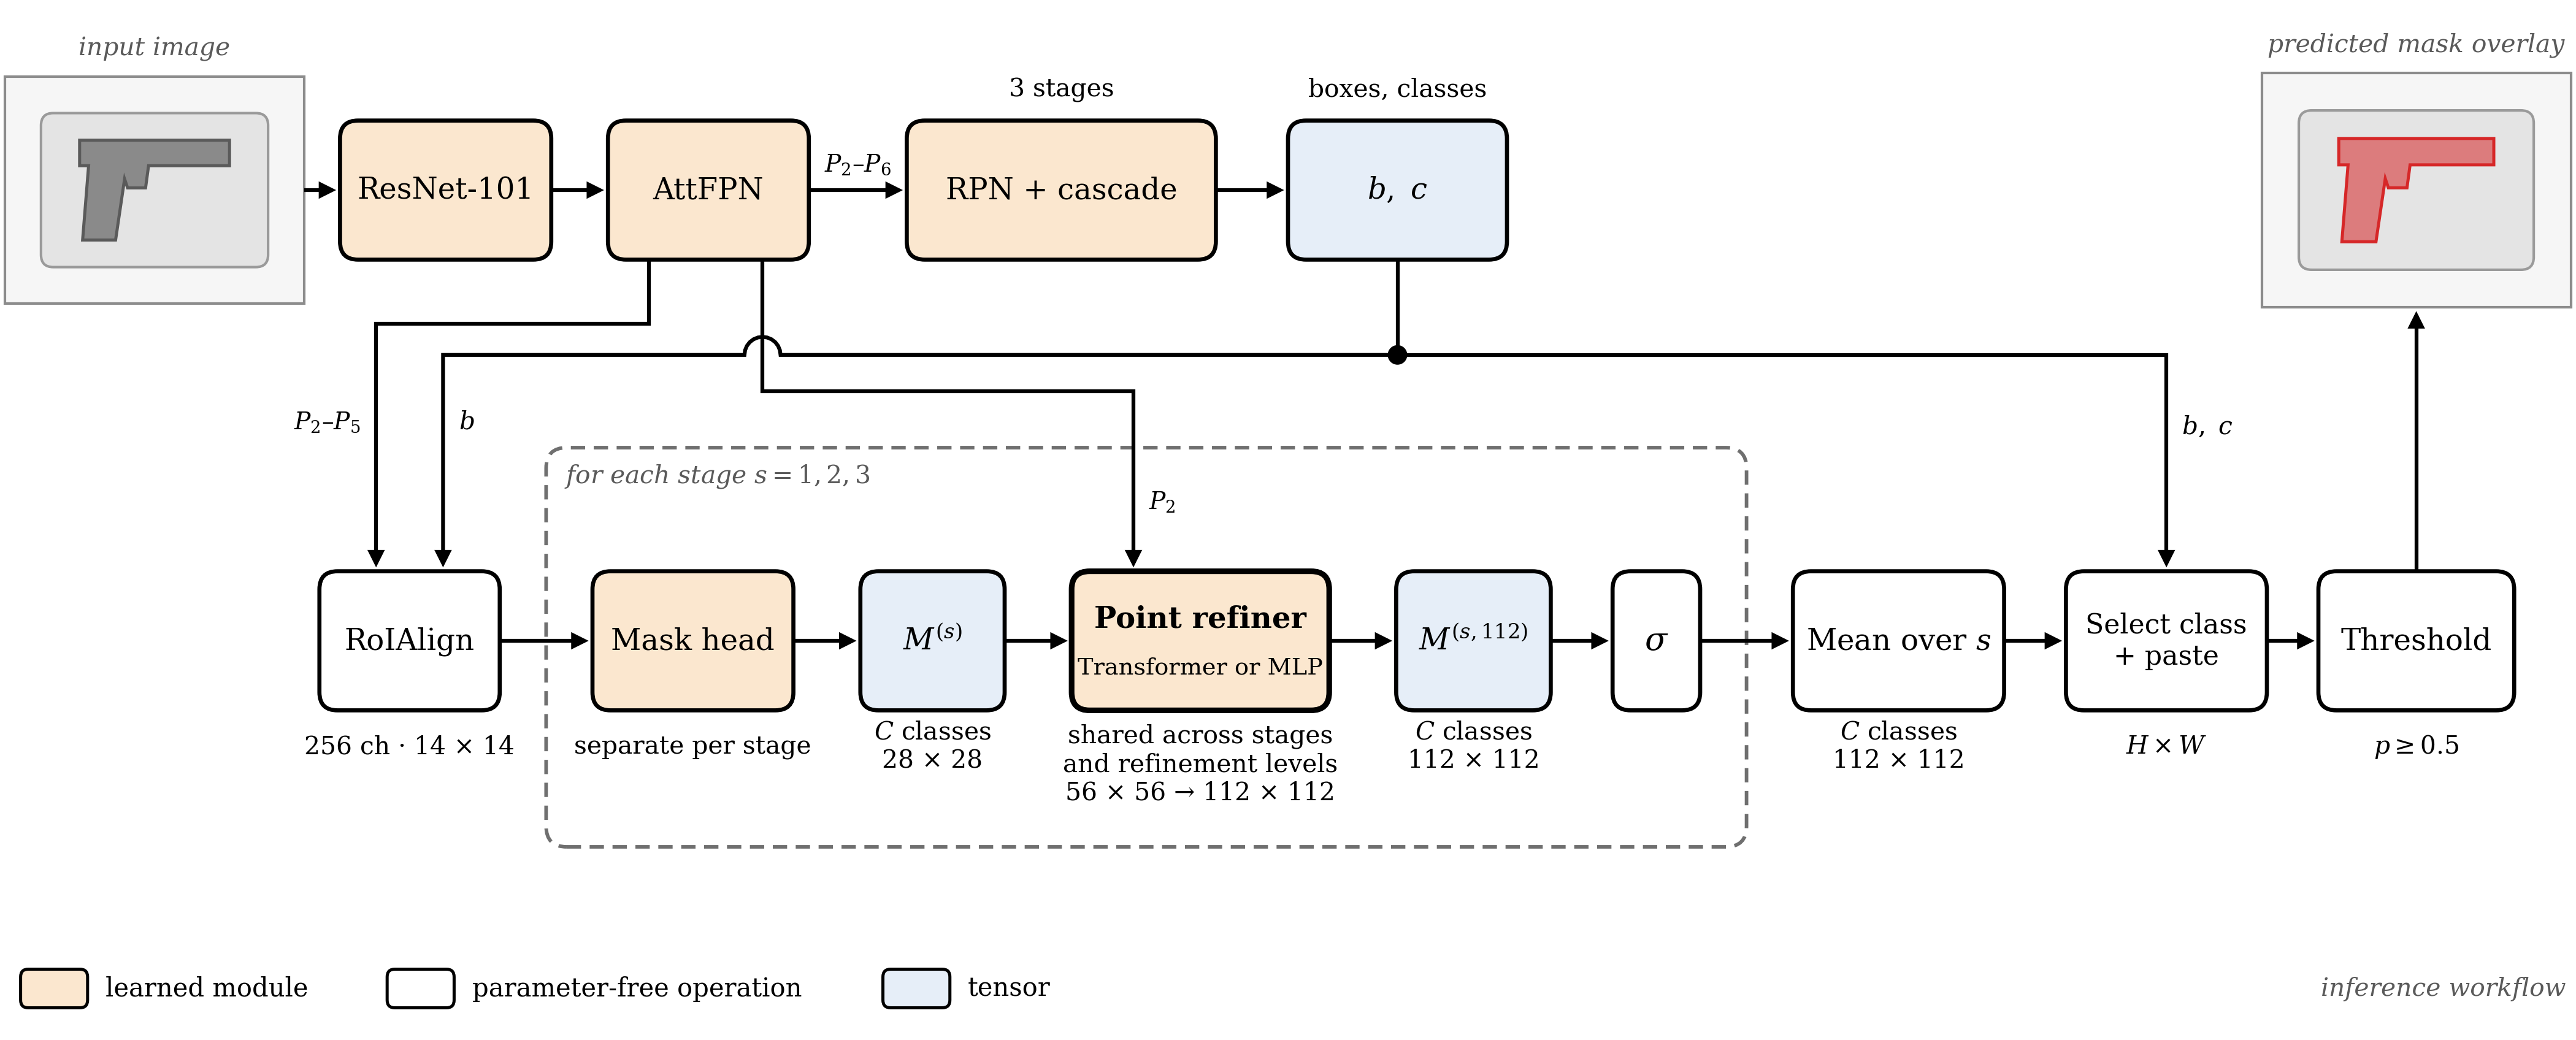 input image
predicted mask overlay
3 stages
boxes, classes
ResNet-101
AttFPN
P₂–P₆
RPN + cascade
b, c
P₂–P₅
b
b, c
for each stage s = 1, 2, 3
P₂
RoIAlign
256 ch · 14 × 14
Mask head
separate per stage
M⁽ˢ⁾
C classes
28 × 28
Point refiner
Transformer or MLP
shared across stages
and refinement levels
56 × 56 → 112 × 112
M⁽ˢ,¹¹²⁾
C classes
112 × 112
σ
Mean over s
C classes
112 × 112
Select class
+ paste
H × W
Threshold
p ≥ 0.5
learned module
parameter-free operation
tensor
inference workflow